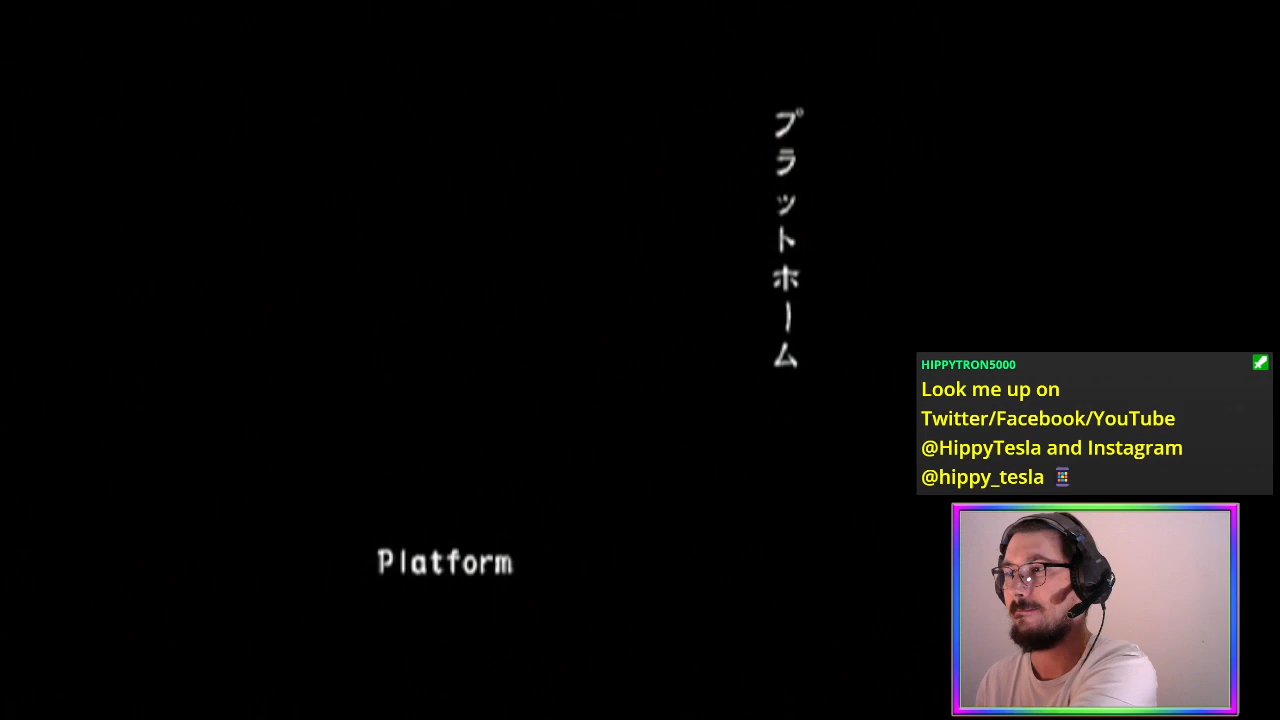 プラットホーム
Platform
HIPPYTRON5000
Look me up on
Twitter/Facebook/YouTube
@HippyTesla and Instagram
@hippy_tesla